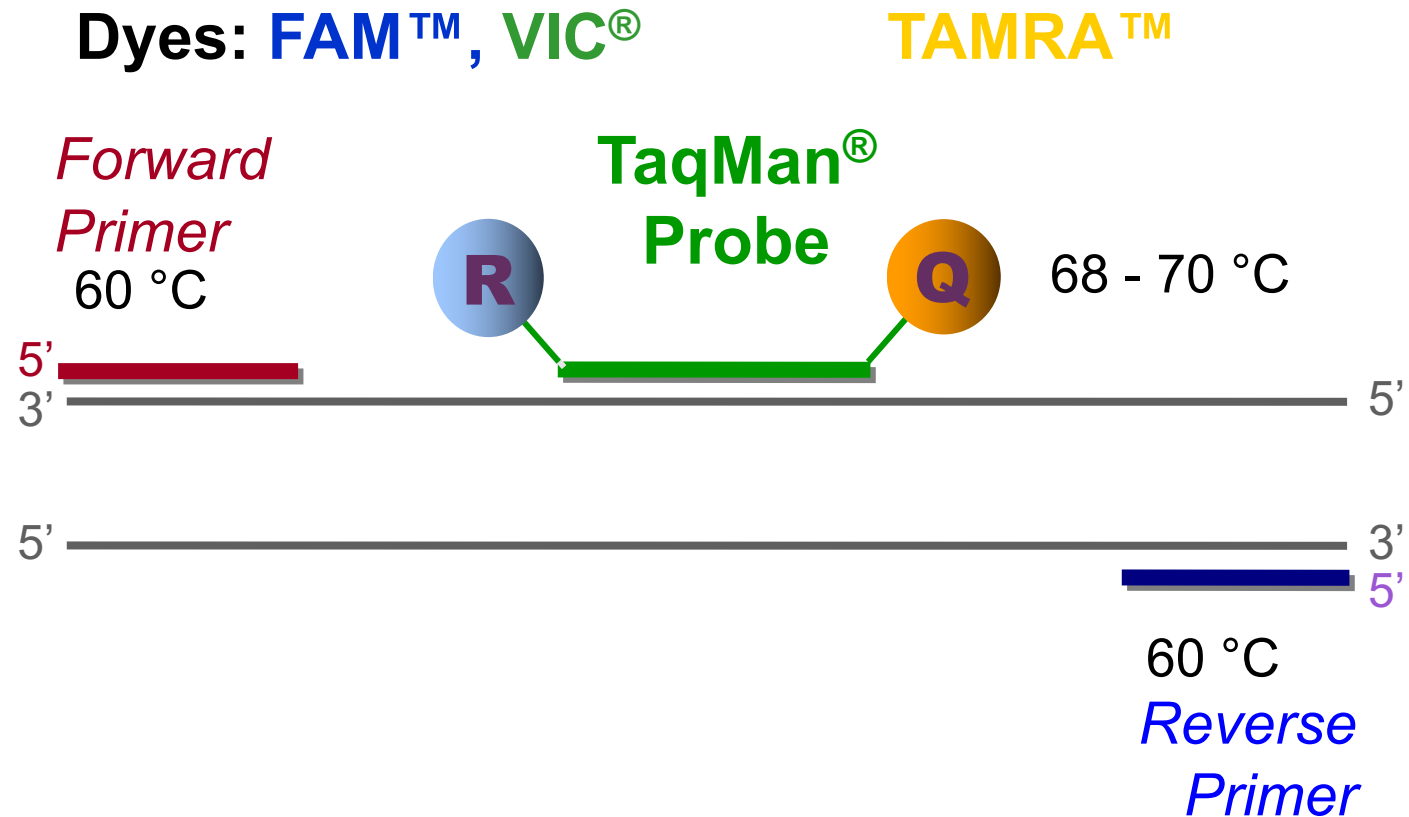 Dyes: FAM™, VIC® TAMRA™
Forward
Primer
60 °C
TaqMan®
Probe
R
Q
68 - 70 °C
5’
3’
5’
5’
3’
5’
60 °C
Reverse
Primer